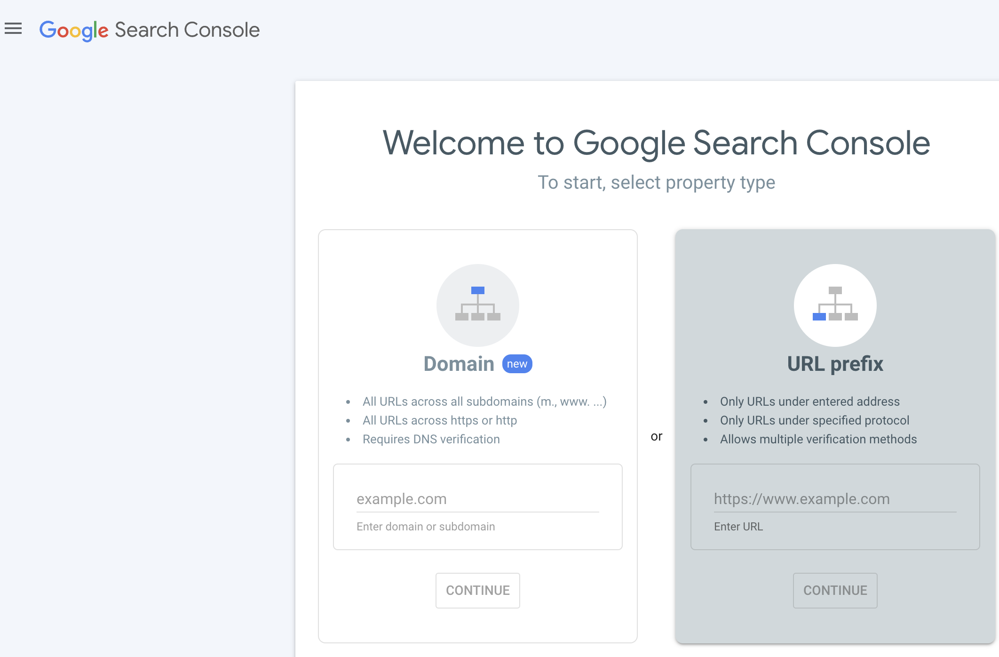 Google Search Console
Welcome to Google Search Console
To start, select property type
Domain new
All URLs across all subdomains (m., www. ...)
All URLs across https or http
Requires DNS verification
example.com
Enter domain or subdomain
CONTINUE
or
URL prefix
Only URLs under entered address
Only URLs under specified protocol
Allows multiple verification methods
https://www.example.com
Enter URL
CONTINUE